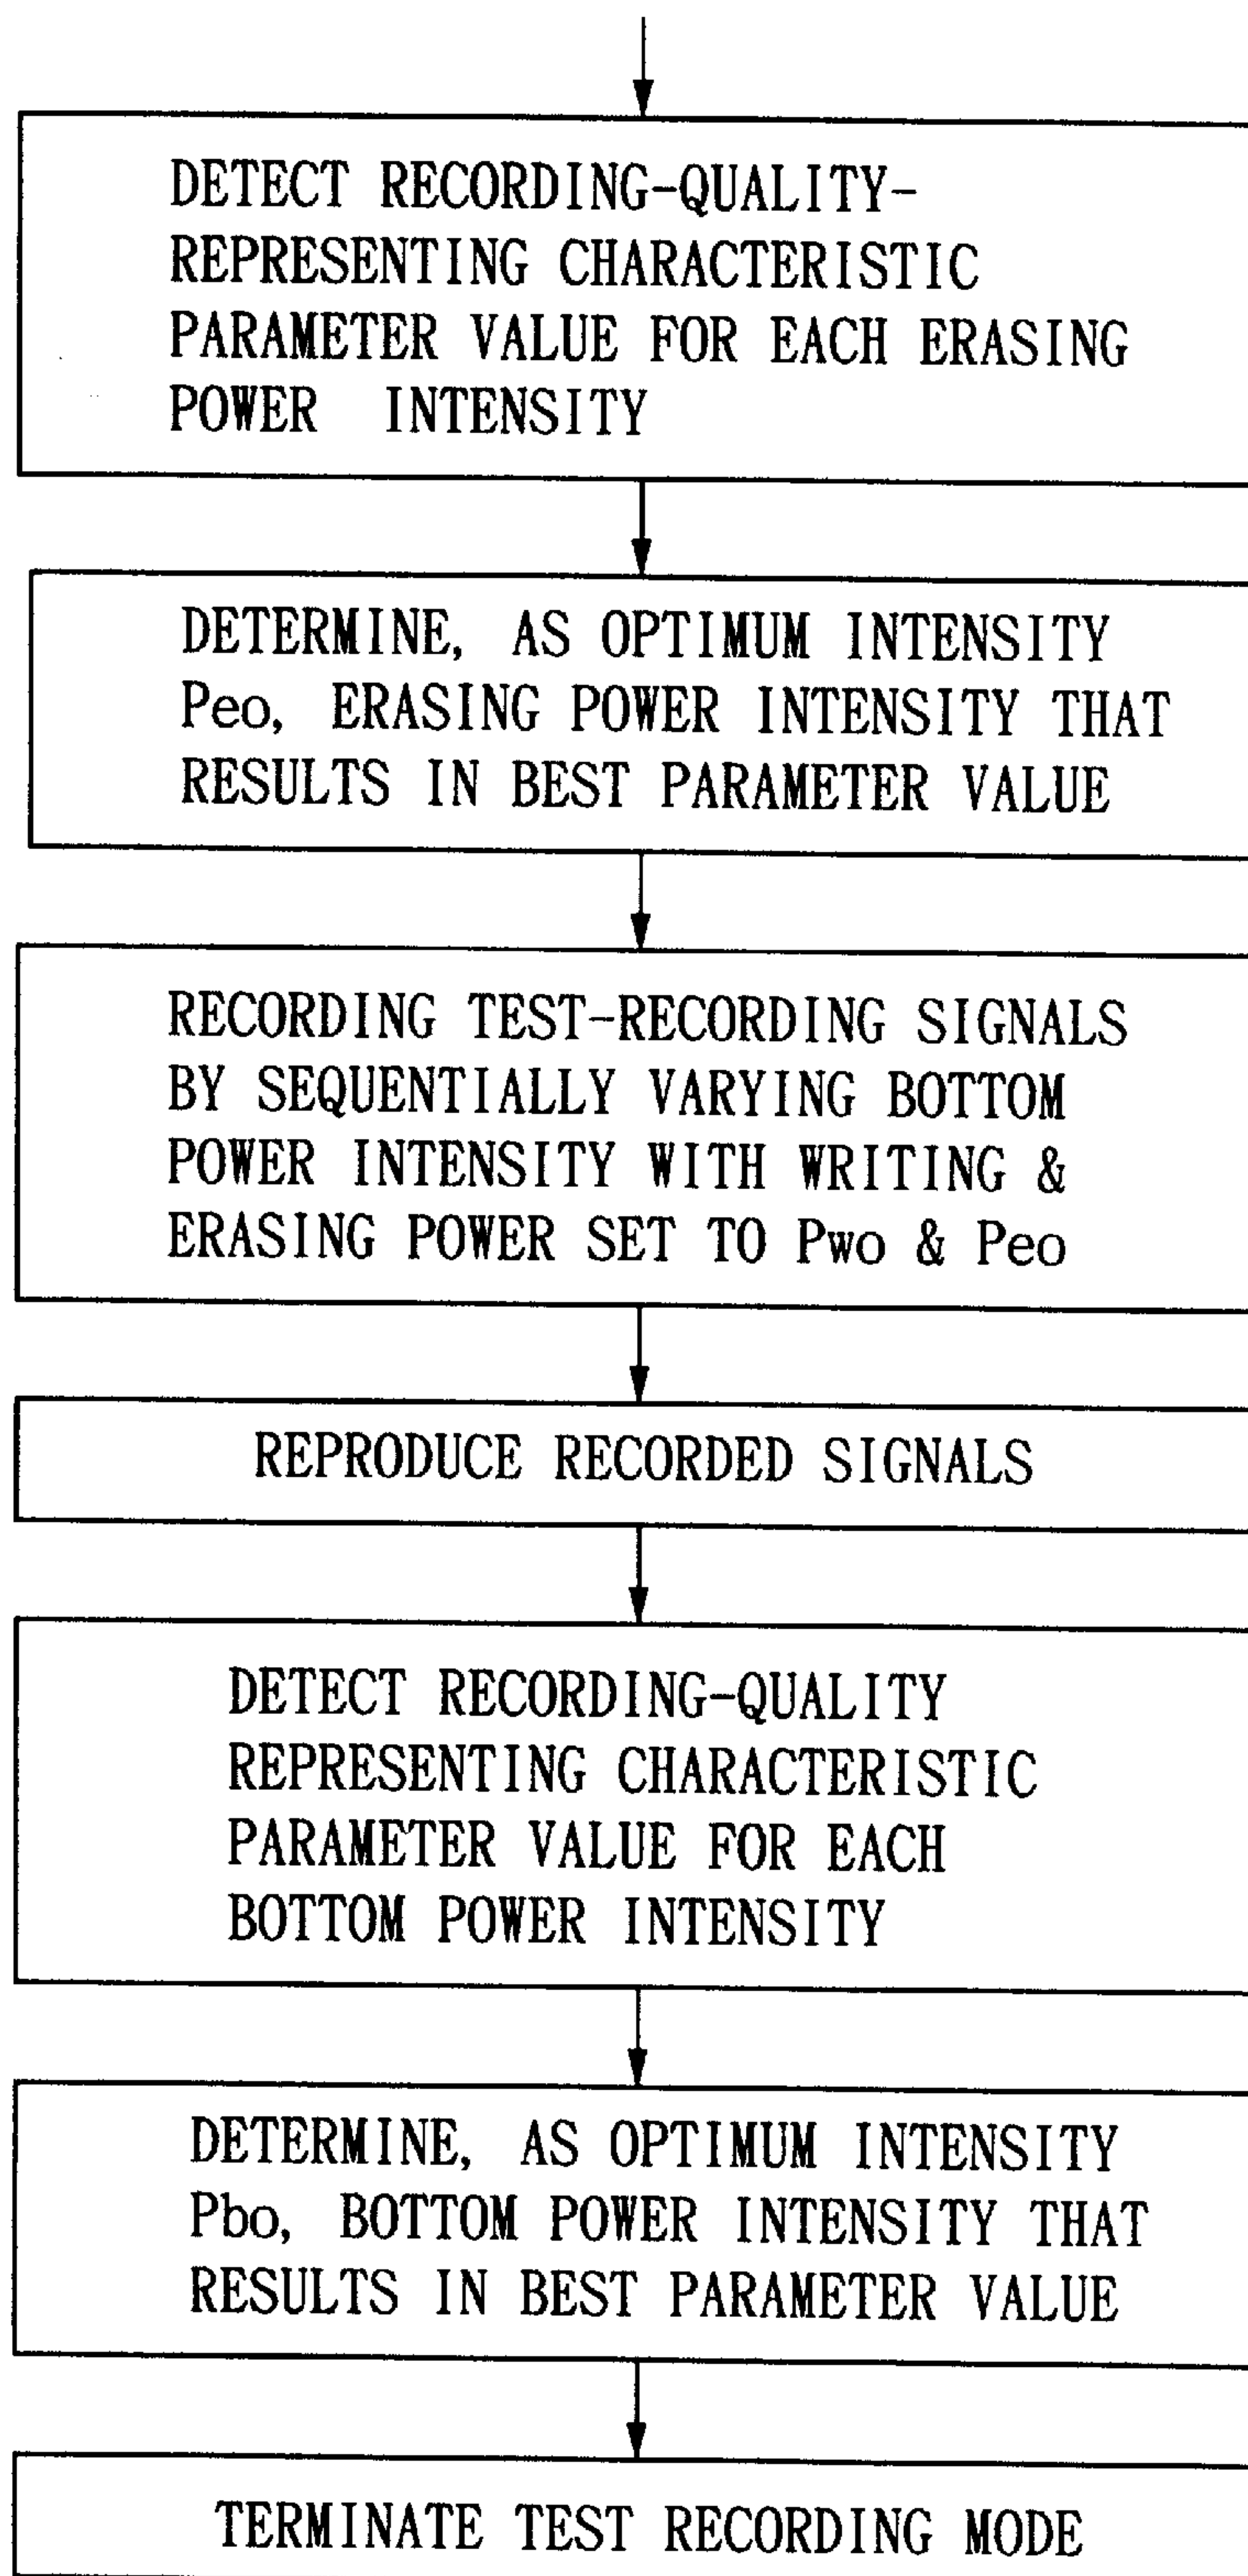 DETECT RECORDING-QUALITY-
REPRESENTING CHARACTERISTIC
PARAMETER VALUE FOR EACH ERASING
POWER INTENSITY
DETERMINE, AS OPTIMUM INTENSITY
Peo, ERASING POWER INTENSITY THAT
RESULTS IN BEST PARAMETER VALUE
RECORDING TEST-RECORDING SIGNALS
BY SEQUENTIALLY VARYING BOTTOM
POWER INTENSITY WITH WRITING &
ERASING POWER SET TO Pwo & Peo
REPRODUCE RECORDED SIGNALS
DETECT RECORDING-QUALITY
REPRESENTING CHARACTERISTIC
PARAMETER VALUE FOR EACH
BOTTOM POWER INTENSITY
DETERMINE, AS OPTIMUM INTENSITY
Pbo, BOTTOM POWER INTENSITY THAT
RESULTS IN BEST PARAMETER VALUE
TERMINATE TEST RECORDING MODE